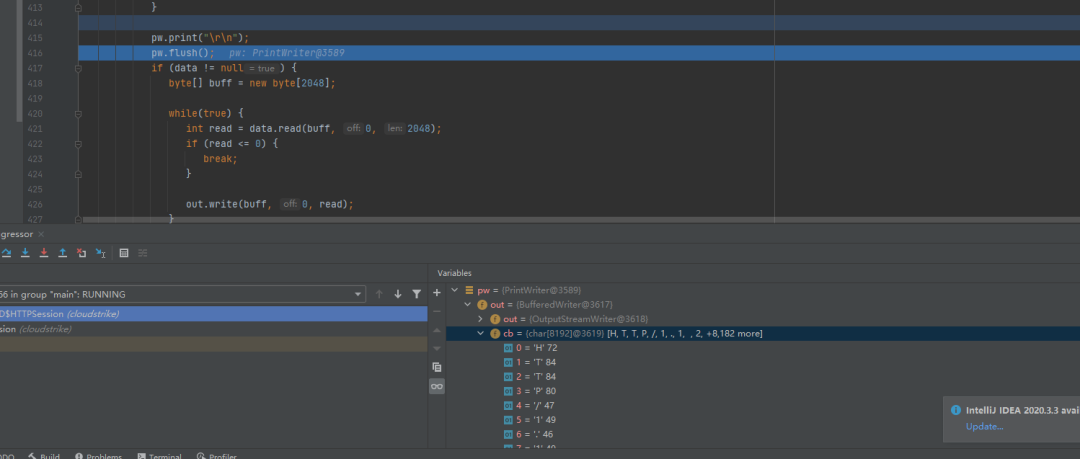 413 }
414
415 pw.print("\r\n");
416 pw.flush(); pw: PrintWriter@3589
417 if (data != null = true ) {
418 byte[] buff = new byte[2048];
419
420 while(true) {
421 int read = data.read(buff, off: 0, len: 2048);
422 if (read <= 0) {
423 break;
424 }
425
426 out.write(buff, off: 0, read);
427 }
gressor ×
66 in group "main": RUNNING
D$HTTPSession (cloudstrike)
sion (cloudstrike)
Variables
pw = {PrintWriter@3589}
out = {BufferedWriter@3617}
out = {OutputStreamWriter@3618}
cb = {char[8192]@3619} [H, T, T, P, /, 1, ., 1, , 2, +8,182 more]
0 = 'H' 72
1 = 'T' 84
2 = 'T' 84
3 = 'P' 80
4 = '/' 47
5 = '1' 49
6 = '.' 46
7 = '1' 49
IntelliJ IDEA 2020.3.3 avai
Update...
ODO Build Problems Terminal Profiler